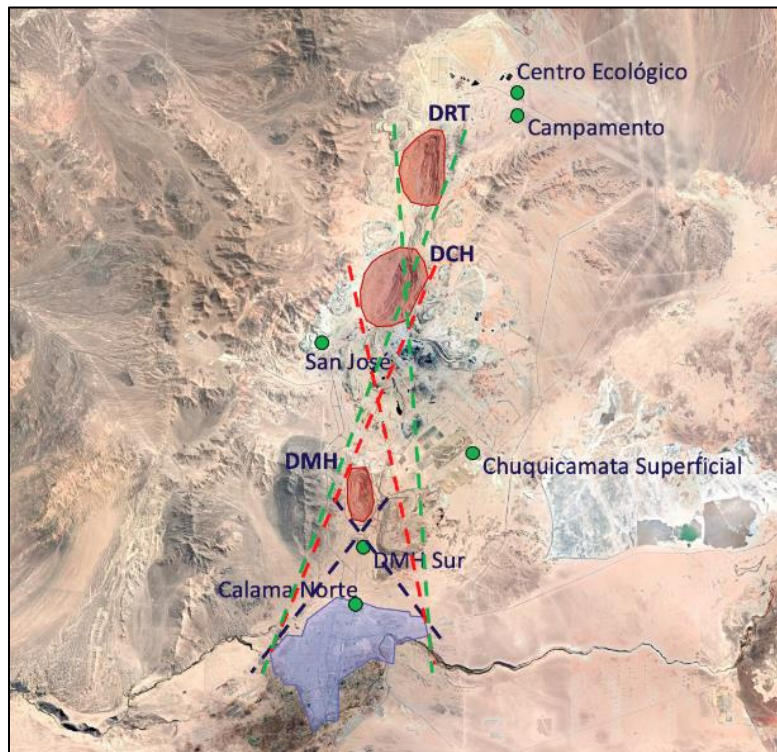 Centro Ecológico
DRT
Campamento
DCH
San José
DMH
Chuquicamata Superficial
DMH Sur
Calama Norte